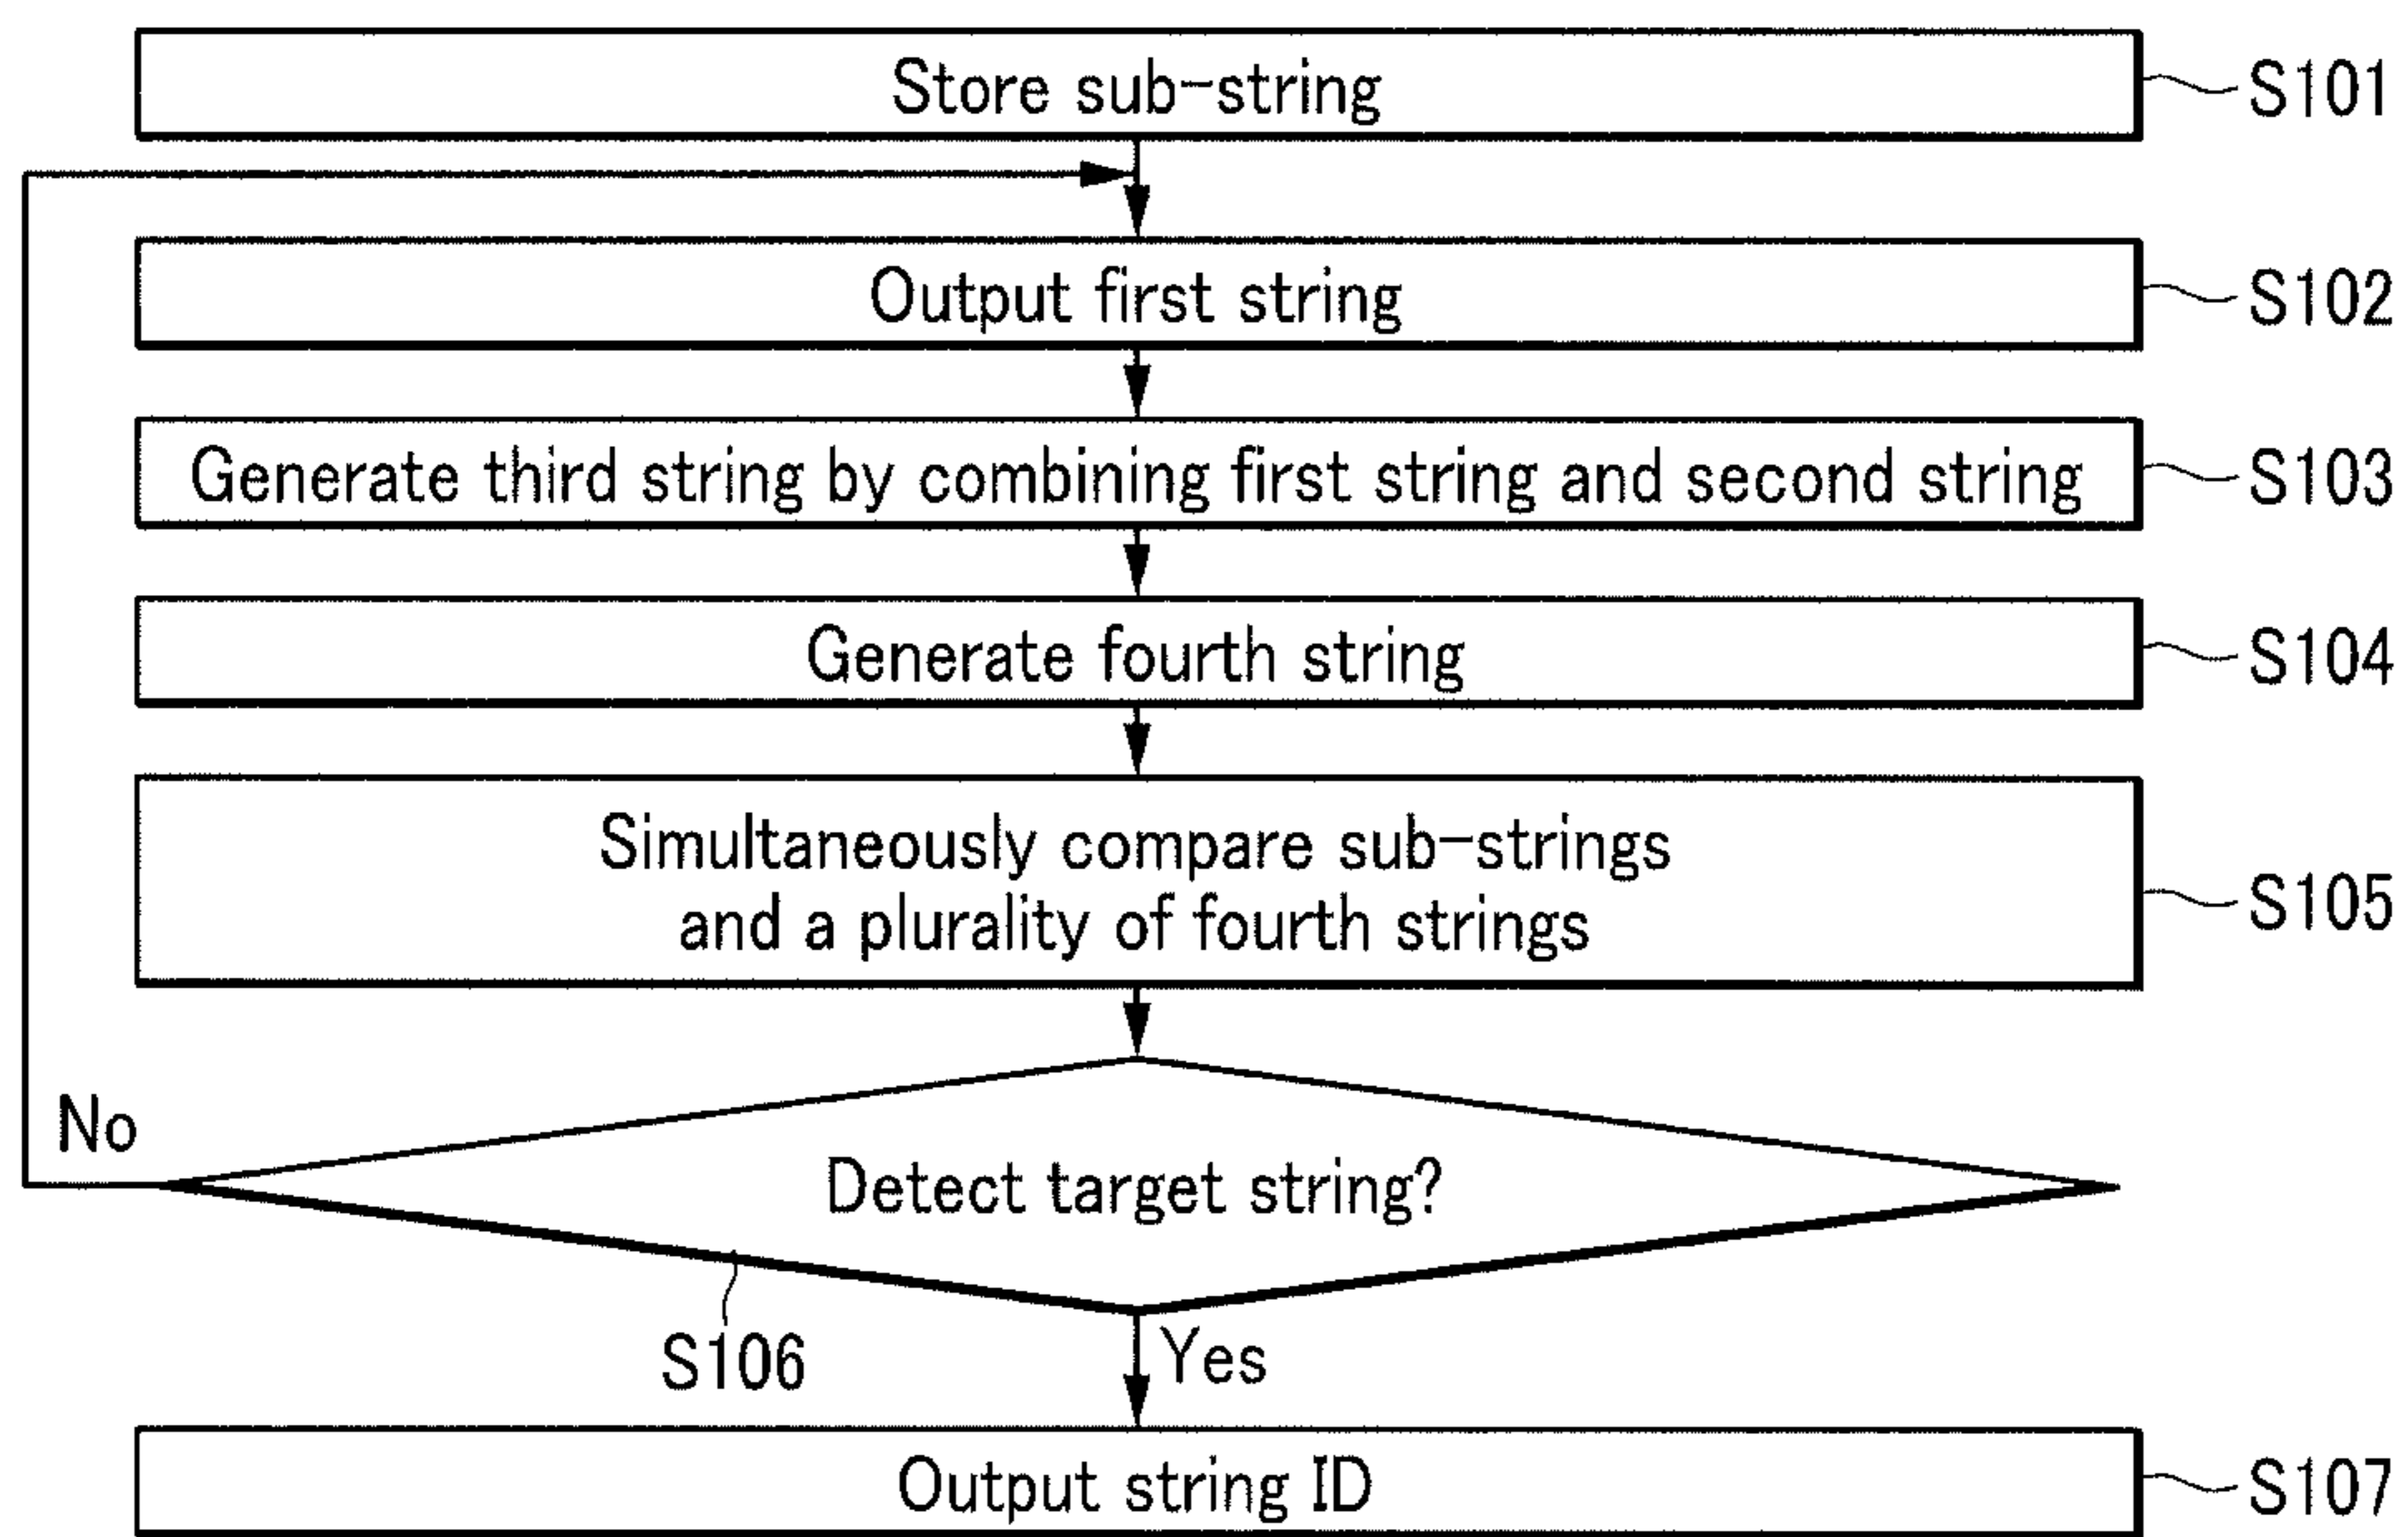 Store sub-string
S101
Output first string
S102
Generate third string by combining first string and second string
S103
Generate fourth string
S104
Simultaneously compare sub-strings
and a plurality of fourth strings
S105
No
Detect target string?
S106
Yes
Output string ID
S107